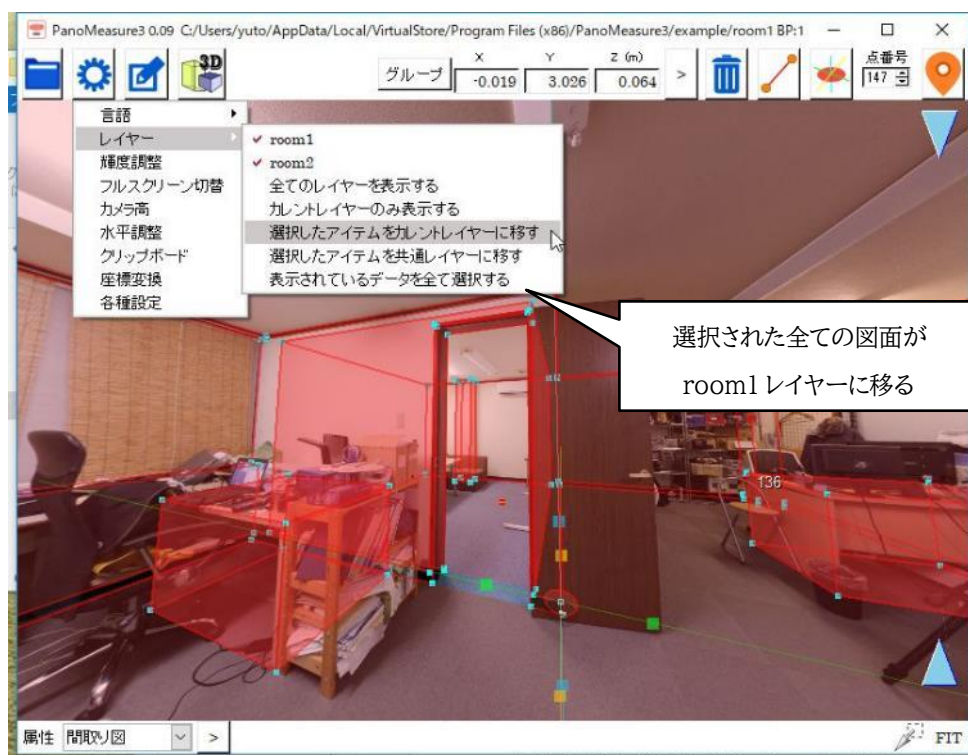 PanoMeasure3 0.09 C:/Users/yuto/AppData/Local/VirtualStore/Program Files (x86)/PanoMeasure3/example/room1 BP:1
3D
グループ
X Y Z (m)
-0.019 3.026 0.064
>
点番号
147
言語
レイヤー
輝度調整
フルスクリーン切替
カメラ高
水平調整
クリップボード
座標変換
各種設定
room1
room2
全てのレイヤーを表示する
カレントレイヤーのみ表示する
選択したアイテムをカレントレイヤーに移す
選択したアイテムを共通レイヤーに移す
表示されているデータを全て選択する
選択された全ての図面が
room1レイヤーに移る
136
属性 間取り図 >
FIT